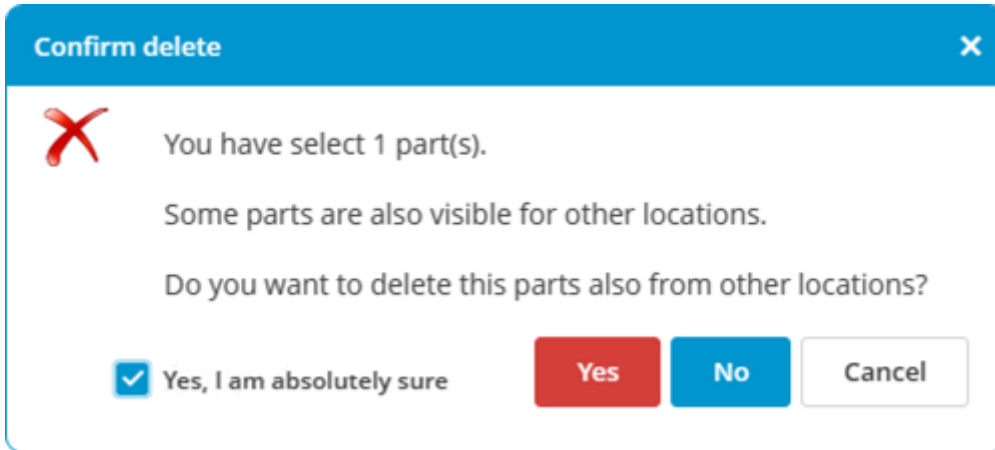 Confirm delete
You have select 1 part(s).
Some parts are also visible for other locations.
Do you want to delete this parts also from other locations?
Yes, I am absolutely sure
Yes
No
Cancel